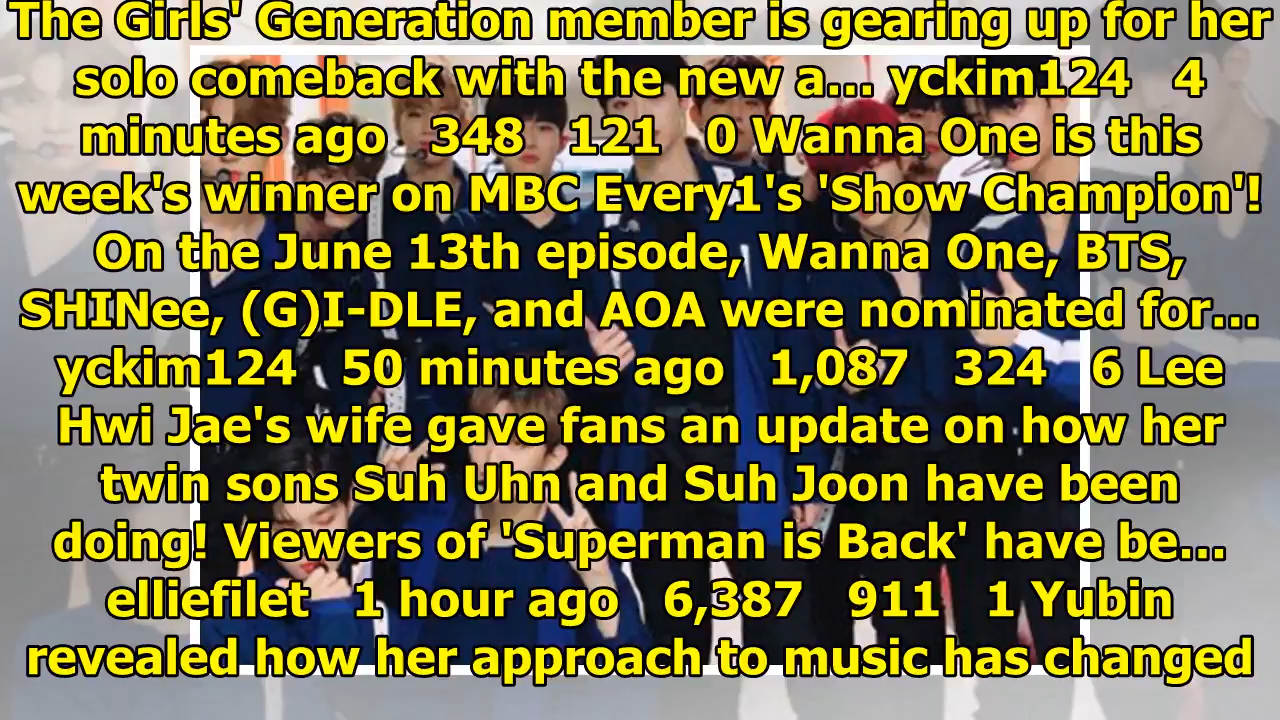 The Girls' Generation member is gearing up for her
solo comeback with the new a... yckim124 4
minutes ago 348 121 0 Wanna One is this
week's winner on MBC Every1's 'Show Champion'!
On the June 13th episode, Wanna One, BTS,
SHINee, (G)I-DLE, and AOA were nominated for...
yckim124 50 minutes ago 1,087 324 6 Lee
Hwi Jae's wife gave fans an update on how her
twin sons Suh Uhn and Suh Joon have been
doing! Viewers of 'Superman is Back' have be...
elliefilet 1 hour ago 6,387 911 1 Yubin
revealed how her approach to music has changed